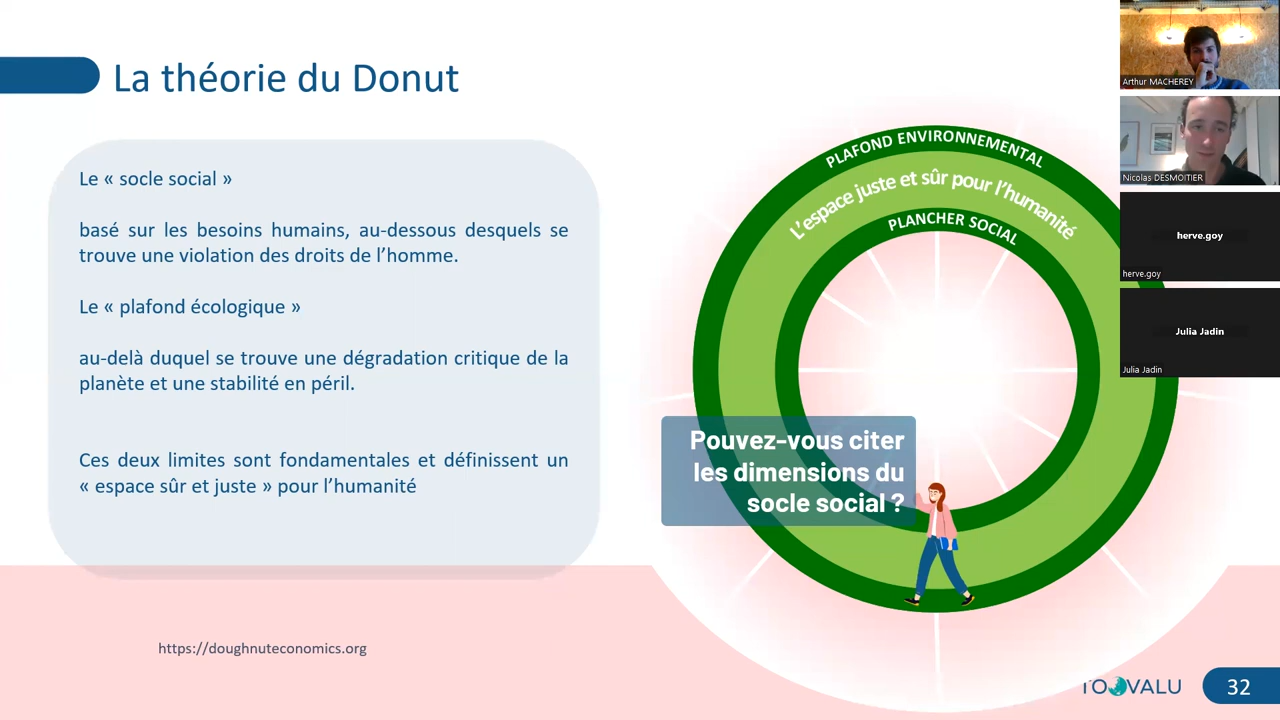 La théorie du Donut
Le « socle social »
basé sur les besoins humains, au-dessous desquels se
trouve une violation des droits de l’homme.
Le « plafond écologique »
au-delà duquel se trouve une dégradation critique de la
planète et une stabilité en péril.
Ces deux limites sont fondamentales et définissent un
« espace sûr et juste » pour l’humanité
https://doughnuteconomics.org
PLAFOND ENVIRONNEMENTAL
L’espace juste et sûr pour l’humanité
PLANCHER SOCIAL
Pouvez-vous citer
les dimensions du
socle social ?
TOOVALU
32
Arthur MACHEREY
Nicolas DESMOITIER
herve.goy
herve.goy
Julia Jadin
Julia Jadin